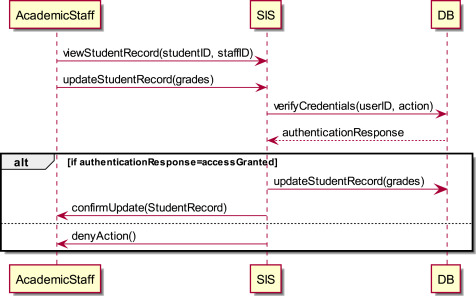 AcademicStaff SIS DB
viewStudentRecord(studentID, staffID)
updateStudentRecord(grades)
verifyCredentials(userID, action)
authenticationResponse
alt [if authenticationResponse=accessGranted]
updateStudentRecord(grades)
confirmUpdate(StudentRecord)
denyAction()
AcademicStaff SIS DB